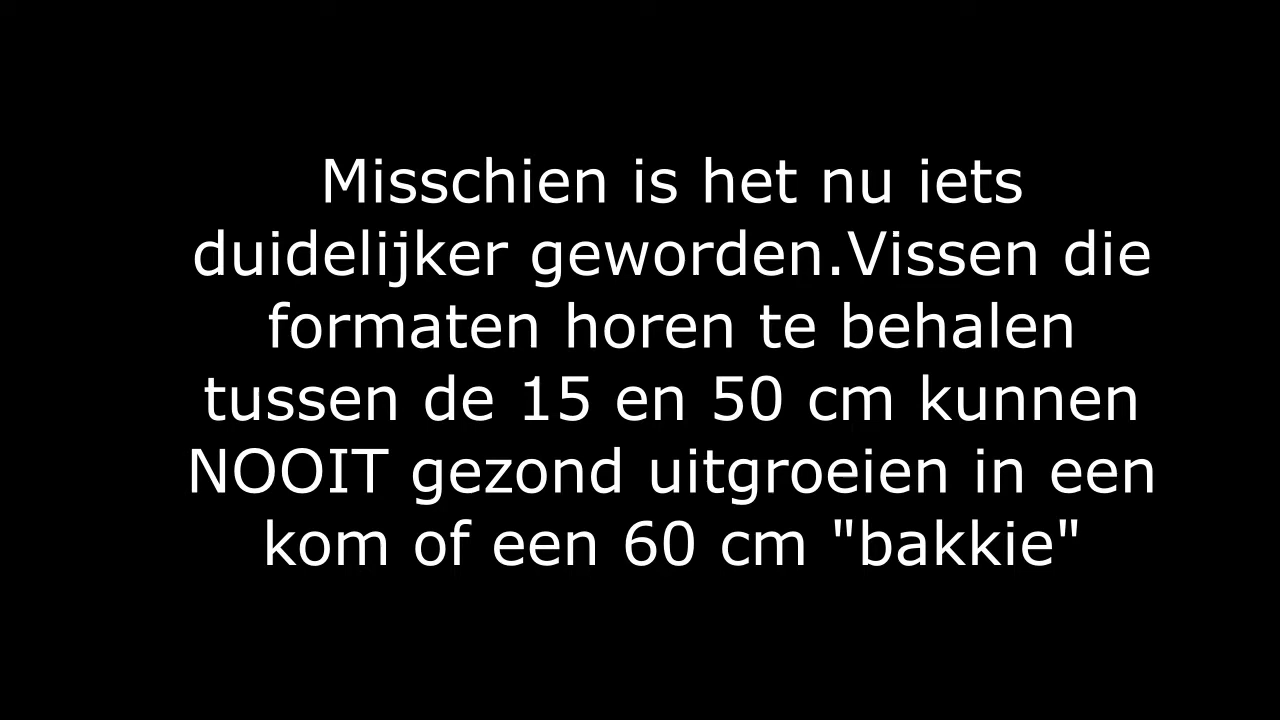 Misschien is het nu iets
duidelijker geworden.Vissen die
formaten horen te behalen
tussen de 15 en 50 cm kunnen
NOOIT gezond uitgroeien in een
kom of een 60 cm "bakkie"